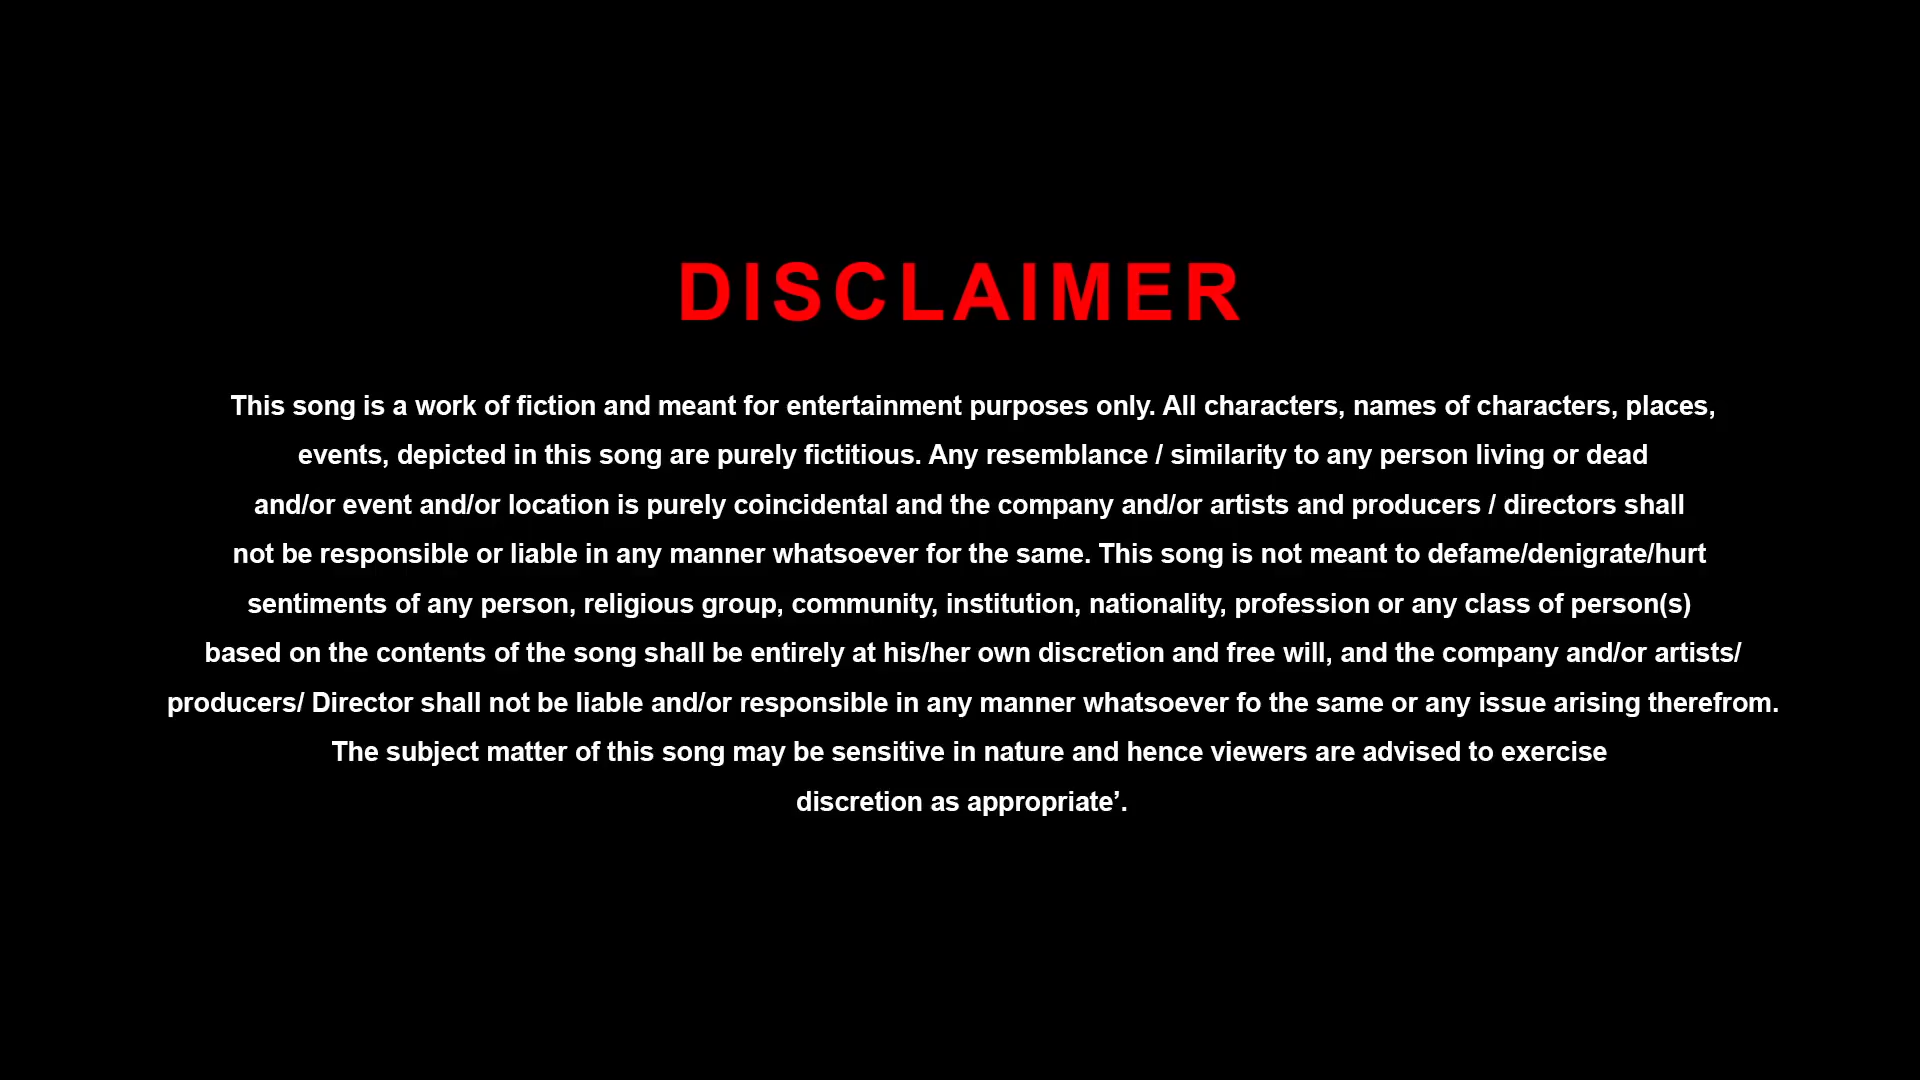 DISCLAIMER
This song is a work of fiction and meant for entertainment purposes only. All characters, names of characters, places,
events, depicted in this song are purely fictitious. Any resemblance / similarity to any person living or dead
and/or event and/or location is purely coincidental and the company and/or artists and producers / directors shall
not be responsible or liable in any manner whatsoever for the same. This song is not meant to defame/denigrate/hurt
sentiments of any person, religious group, community, institution, nationality, profession or any class of person(s)
based on the contents of the song shall be entirely at his/her own discretion and free will, and the company and/or artists/
producers/ Director shall not be liable and/or responsible in any manner whatsoever fo the same or any issue arising therefrom.
The subject matter of this song may be sensitive in nature and hence viewers are advised to exercise
discretion as appropriate’.